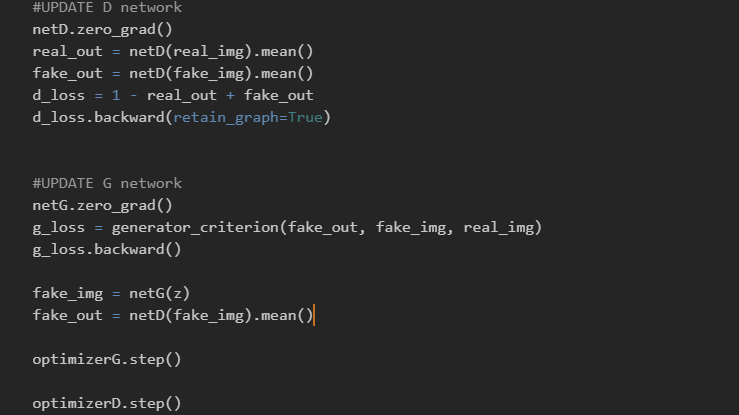 #UPDATE D network
netD.zero_grad()
real_out = netD(real_img).mean()
fake_out = netD(fake_img).mean()
d_loss = 1 - real_out + fake_out
d_loss.backward(retain_graph=True)
#UPDATE G network
netG.zero_grad()
g_loss = generator_criterion(fake_out, fake_img, real_img)
g_loss.backward()
fake_img = netG(z)
fake_out = netD(fake_img).mean()
optimizerG.step()
optimizerD.step()